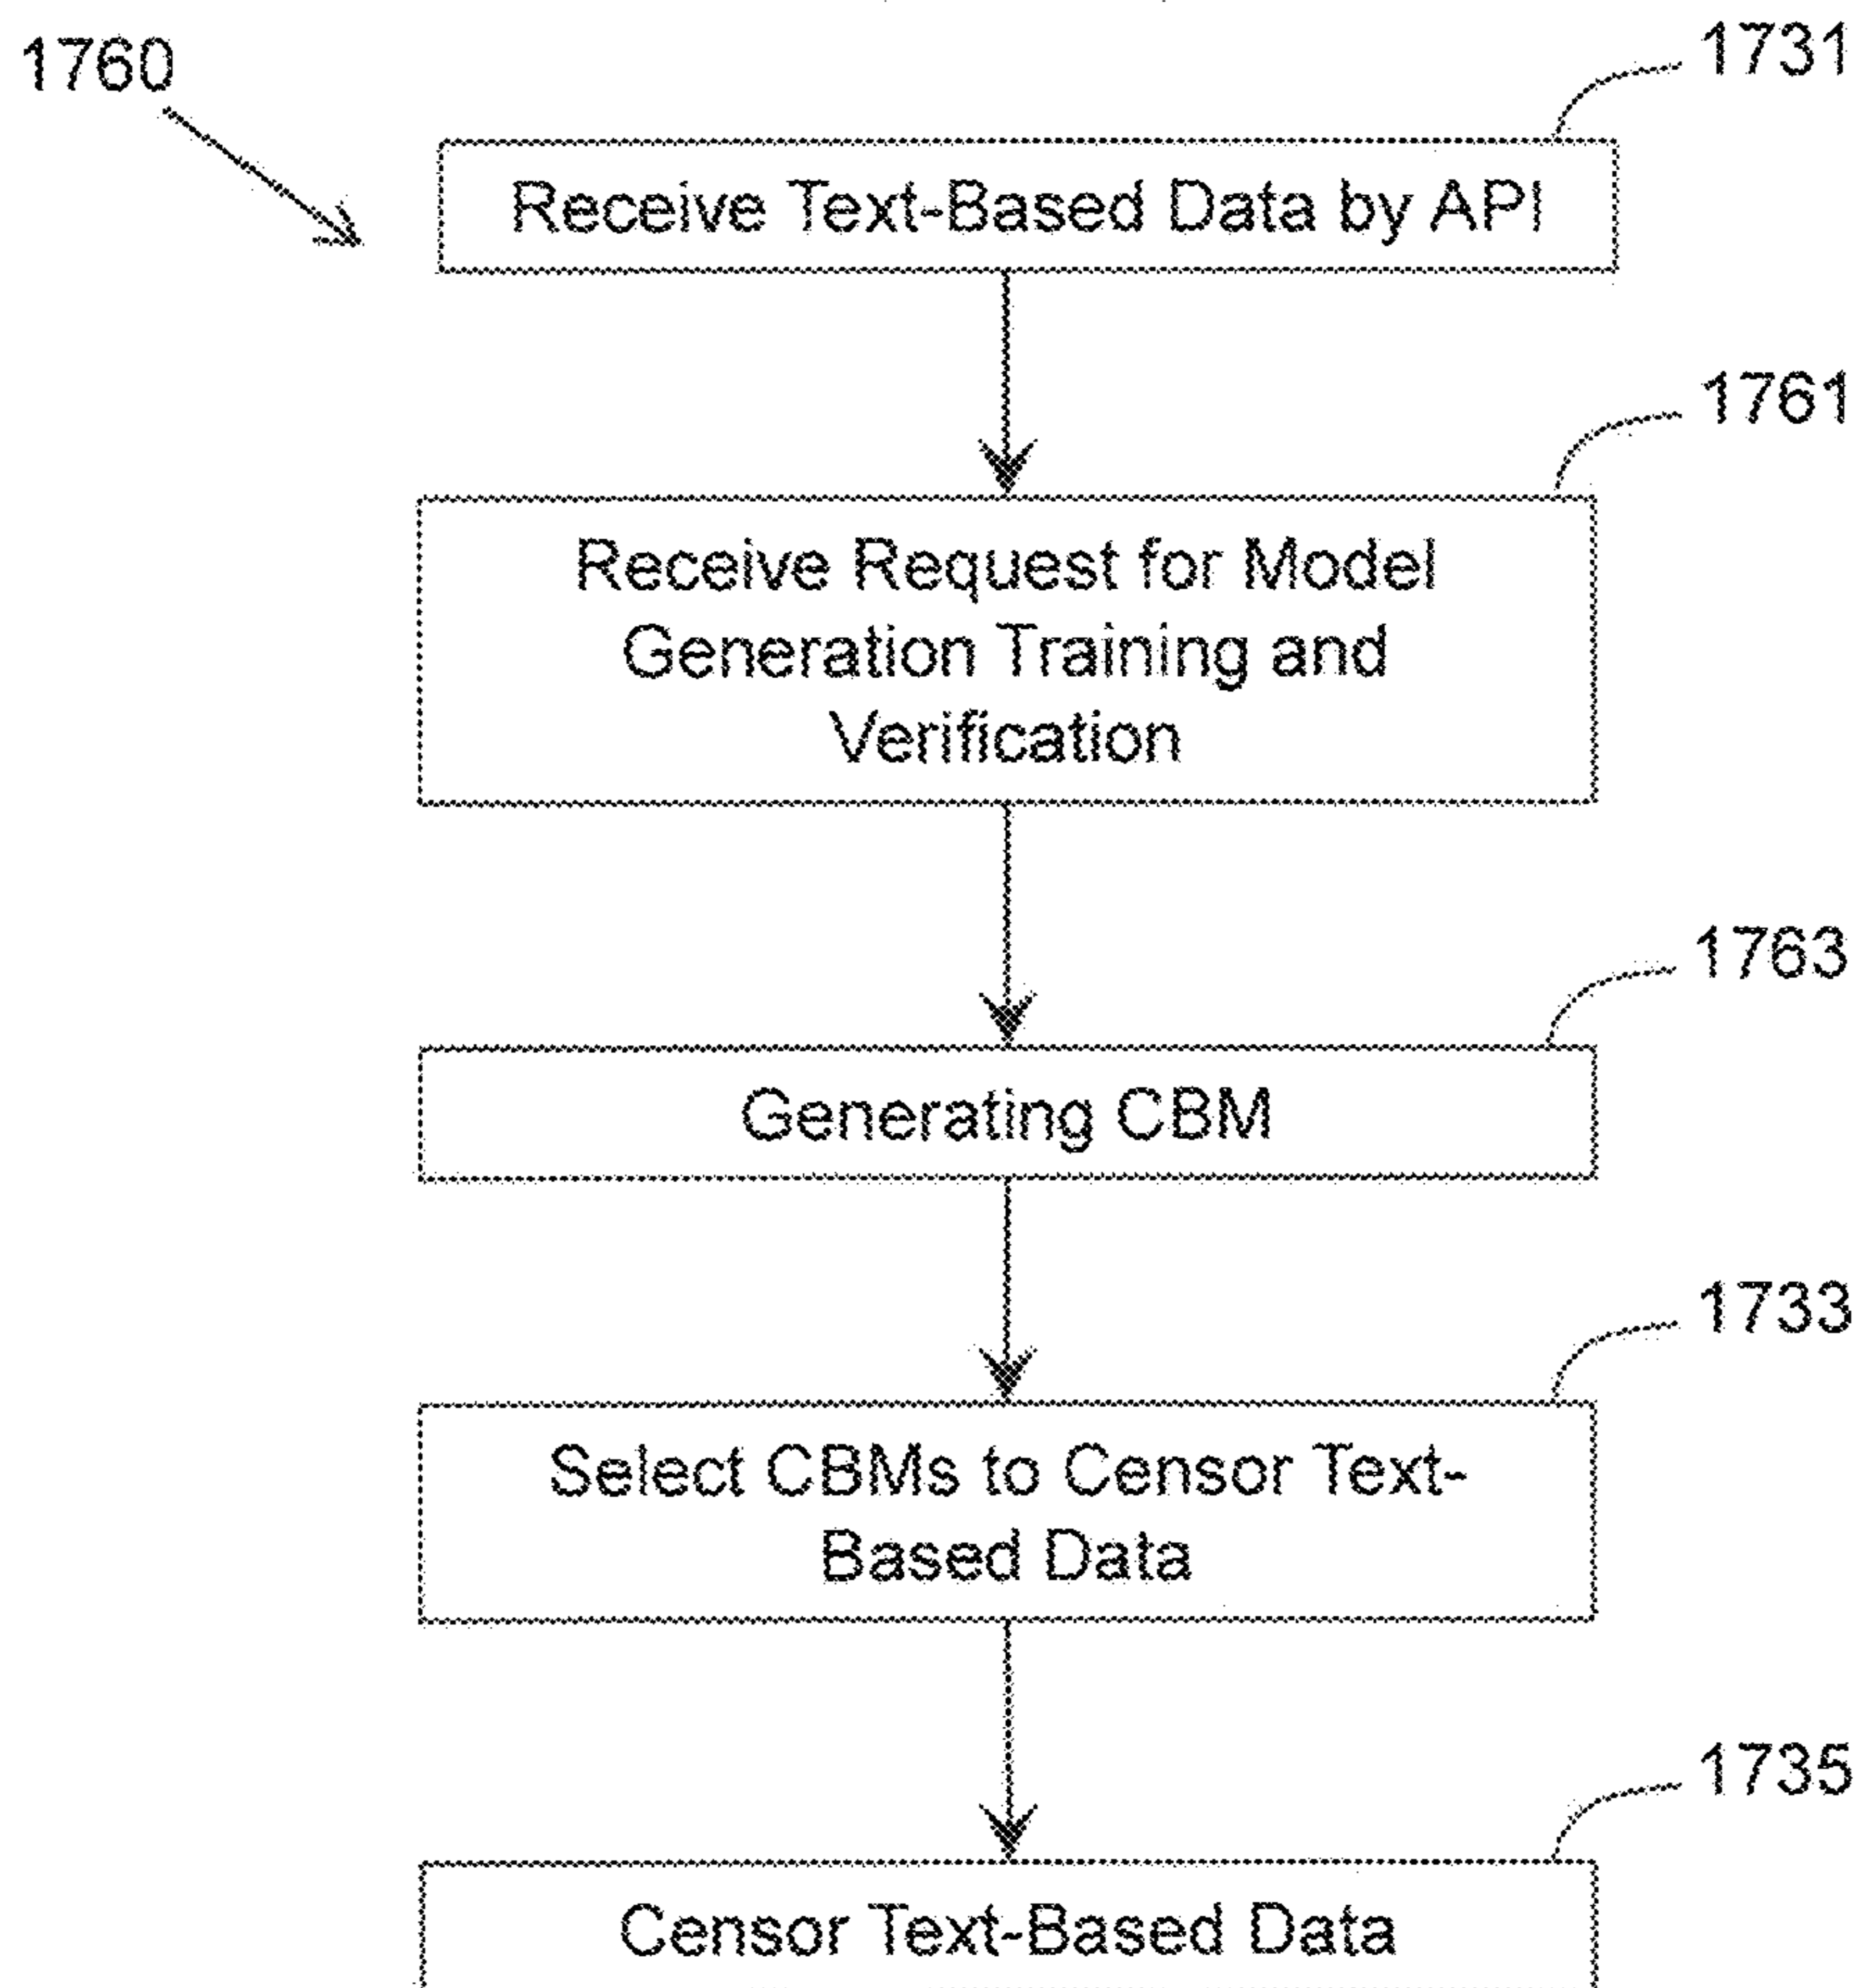 1760
1731
Receive Text-Based Data by API
1761
Receive Request for Model
Generation Training and
Verification
1763
Generating CBM
1733
Select CBMs to Censor Text-
Based Data
1735
Censor Text-Based Data